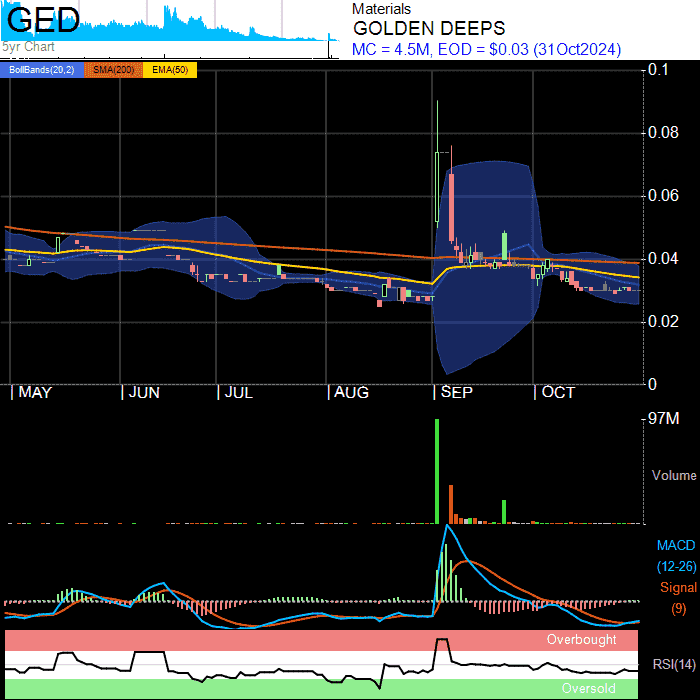 GED
5yr Chart
Materials
GOLDEN DEEPS
MC = 4.5M, EOD = $0.03 (31Oct2024)
BollBands(20,2) SMA(200) EMA(50)
0.1
0.08
0.06
0.04
0.02
0
MAY JUN JUL AUG SEP OCT
97M
Volume
MACD
(12-26)
Signal
(9)
Overbought
RSI(14)
Oversold